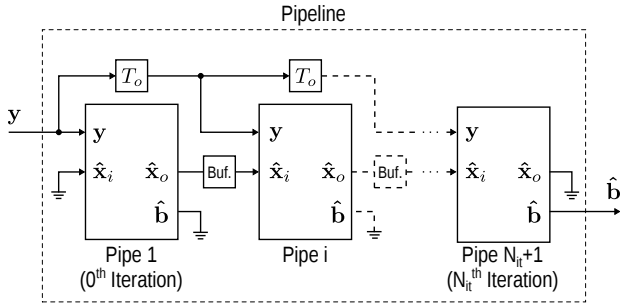 Pipeline
T_o
T_o
y
y
y
y
x̂_i
x̂_o
Buf.
x̂_i
x̂_o
Buf.
x̂_i
x̂_o
b̂
b̂
b̂
b̂
Pipe 1
(0^th Iteration)
Pipe i
Pipe N_it+1
(N_it^th Iteration)